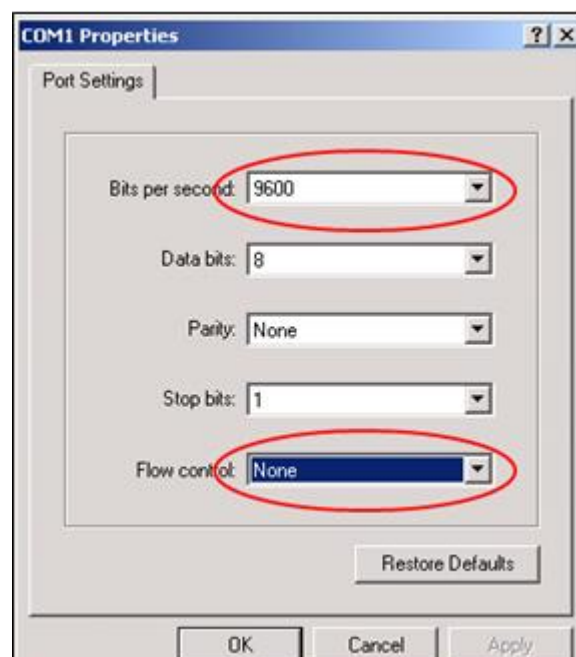 COM1 Properties
Port Settings
Bits per second: 9600
Data bits: 8
Parity: None
Stop bits: 1
Flow control: None
Restore Defaults
OK Cancel Apply